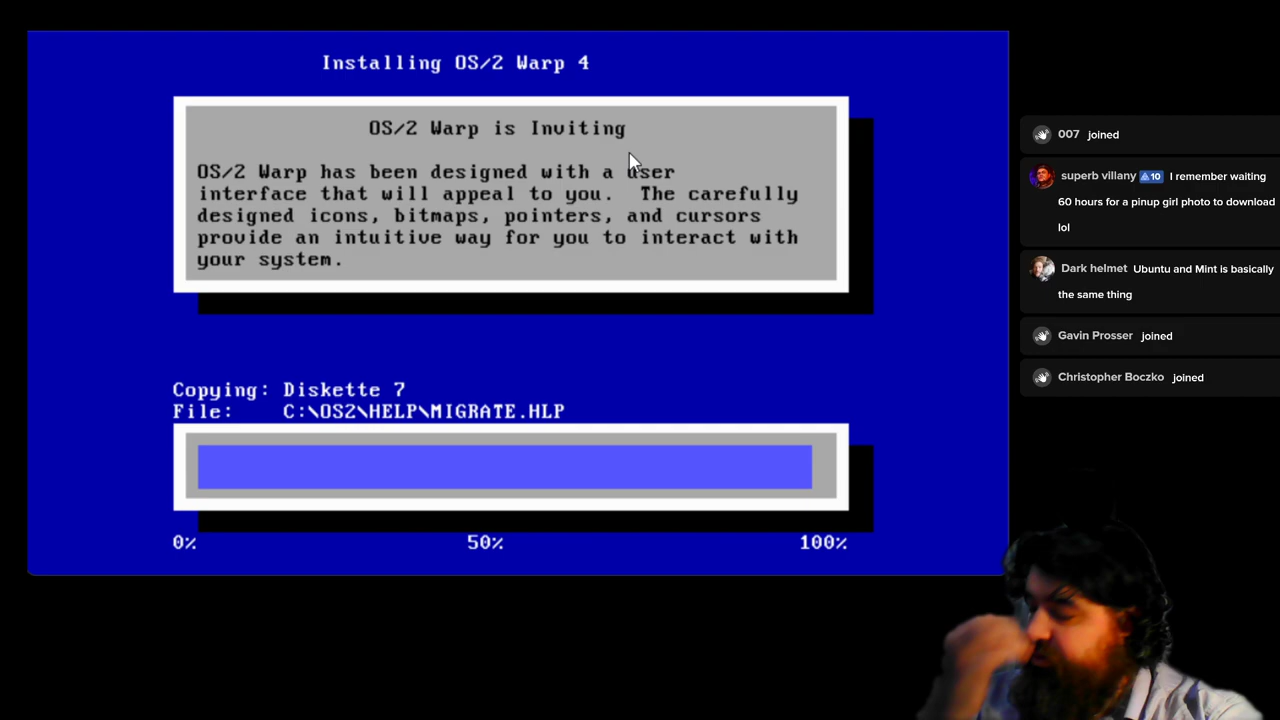 Installing OS/2 Warp 4
OS/2 Warp is Inviting
OS/2 Warp has been designed with a user
interface that will appeal to you.  The carefully
designed icons, bitmaps, pointers, and cursors
provide an intuitive way for you to interact with
your system.
Copying: Diskette 7
File:    C:\OS2\HELP\MIGRATE.HLP
0% 50% 100%
007 joined
superb villany 10 I remember waiting
60 hours for a pinup girl photo to download
lol
Dark helmet Ubuntu and Mint is basically
the same thing
Gavin Prosser joined
Christopher Boczko joined